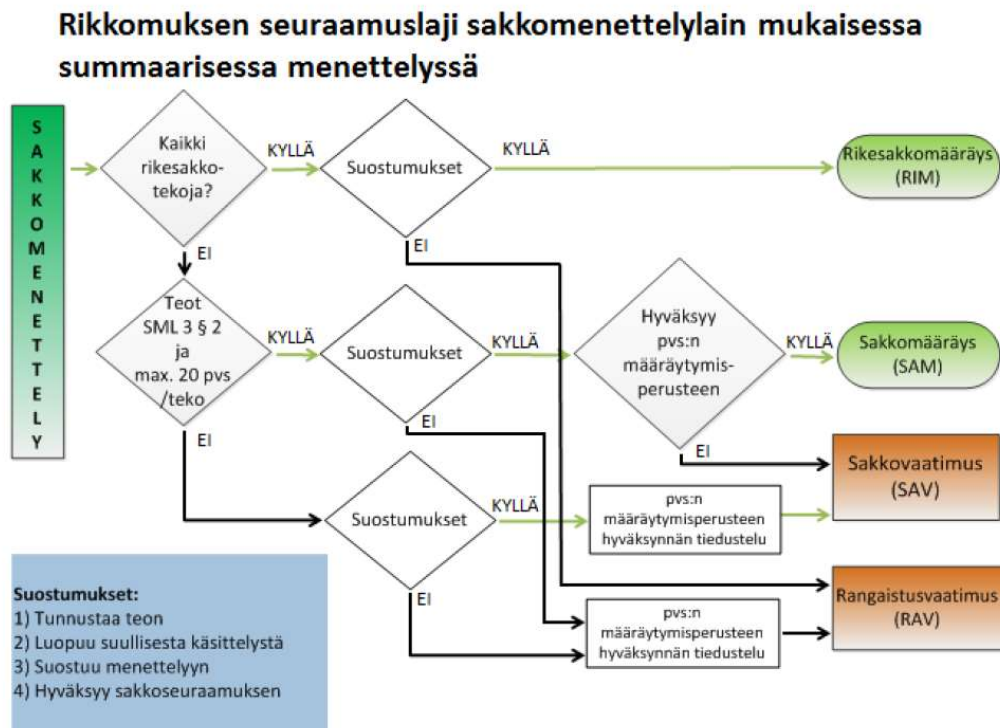 Rikkomuksen seuraamuslaji sakkomenettelylain mukaisessa
summaarisessa menettelyssä
SAKKOMENETTELY
Kaikki
rikesakko-
tekoja?
KYLLÄ
Suostumukset
KYLLÄ
Rikesakkomääräys
(RIM)
EI
EI
Teot
SML 3 § 2
ja
max. 20 pvs
/teko
KYLLÄ
Suostumukset
KYLLÄ
Hyväksyy
pvs:n
määräytymis-
perusteen
KYLLÄ
Sakkomääräys
(SAM)
EI
EI
EI
Sakkovaatimus
(SAV)
Suostumukset
KYLLÄ
pvs:n
määräytymisperusteen
hyväksynnän tiedustelu
EI
pvs:n
määräytymisperusteen
hyväksynnän tiedustelu
Rangaistusvaatimus
(RAV)
Suostumukset:
1) Tunnustaa teon
2) Luopuu suullisesta käsittelystä
3) Suostuu menettelyyn
4) Hyväksyy sakkoseuraamuksen